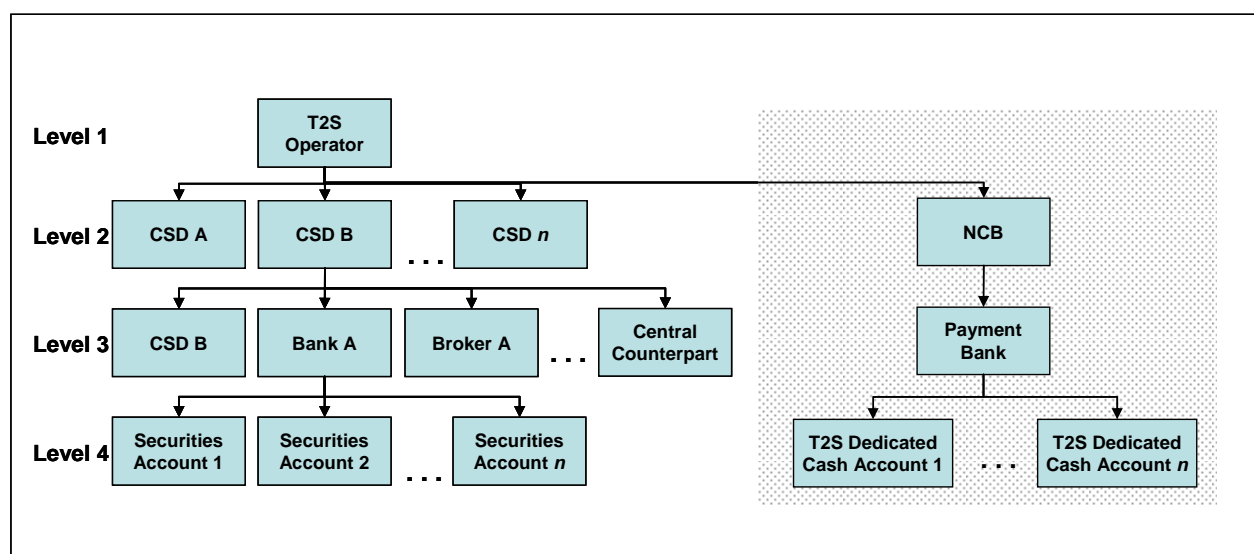 Level 1
T2S
Operator
Level 2
CSD A
CSD B
. . .
CSD n
NCB
Level 3
CSD B
Bank A
Broker A
. . .
Central
Counterpart
Payment
Bank
Level 4
Securities
Account 1
Securities
Account 2
. . .
Securities
Account n
T2S Dedicated
Cash Account 1
. . .
T2S Dedicated
Cash Account n